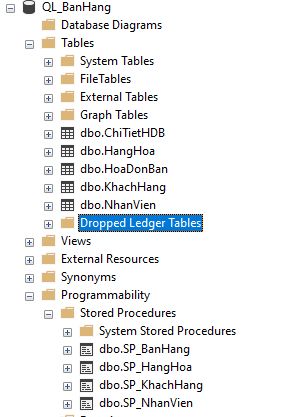 QL_BanHang
Database Diagrams
Tables
System Tables
FileTables
External Tables
Graph Tables
dbo.ChiTietHDB
dbo.HangHoa
dbo.HoaDonBan
dbo.KhachHang
dbo.NhanVien
Dropped Ledger Tables
Views
External Resources
Synonyms
Programmability
Stored Procedures
System Stored Procedures
dbo.SP_BanHang
dbo.SP_HangHoa
dbo.SP_KhachHang
dbo.SP_NhanVien